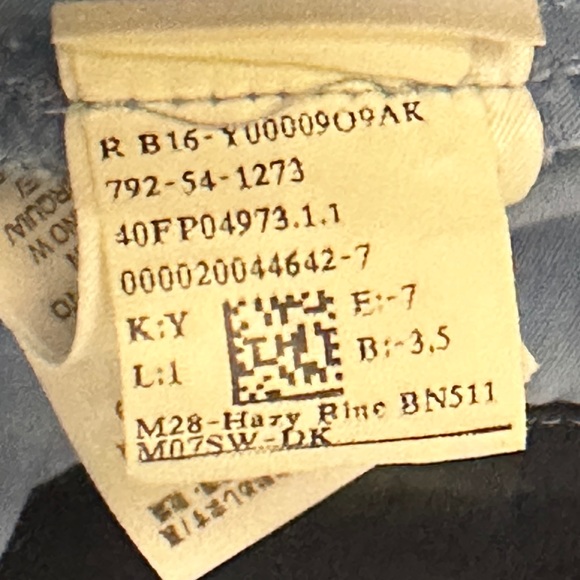 R B16-Y00009O9AK
792-54-1273
40FP04973.1.1
000020044642-7
K:Y
E:-7
L:1
B:-3.5
M28-Hazy Blue BN511
M07SW-DK